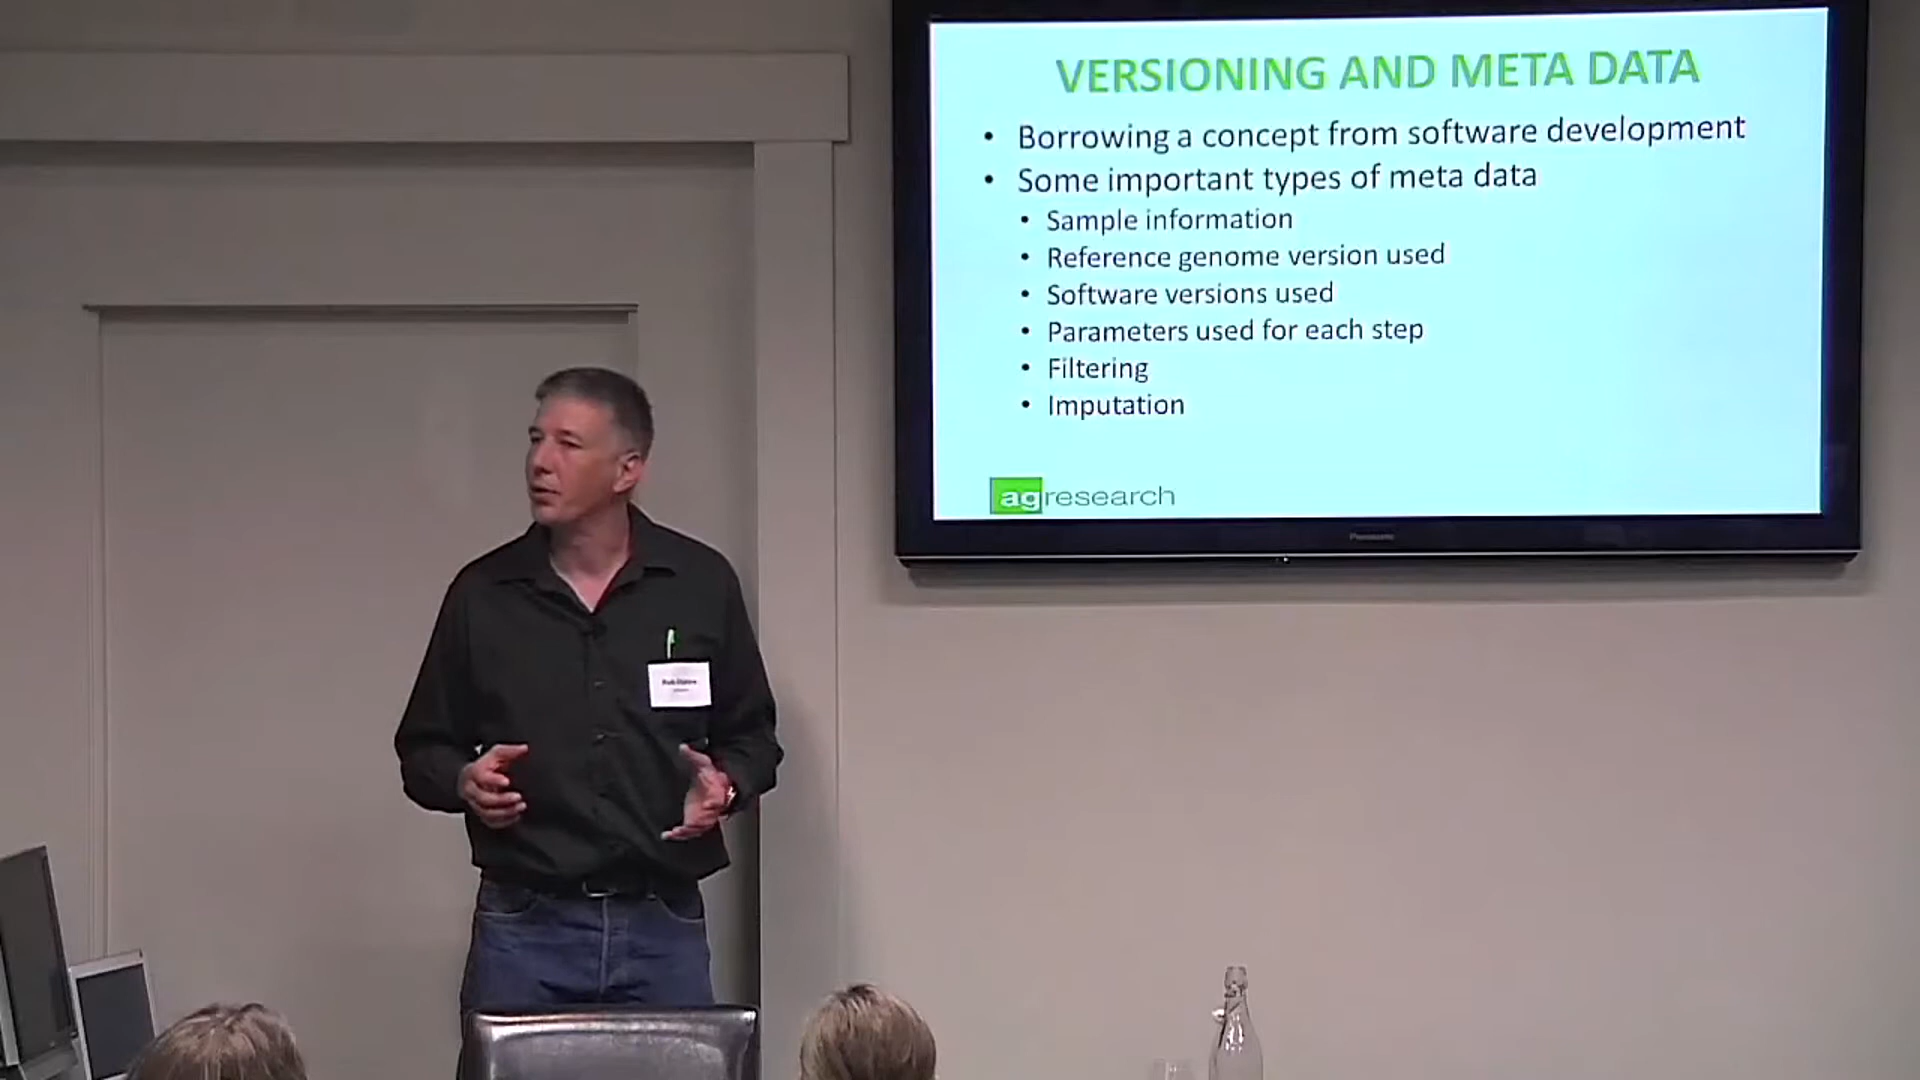 VERSIONING AND META DATA
• Borrowing a concept from software development
• Some important types of meta data
• Sample information
• Reference genome version used
• Software versions used
• Parameters used for each step
• Filtering
• Imputation
agresearch
Panasonic